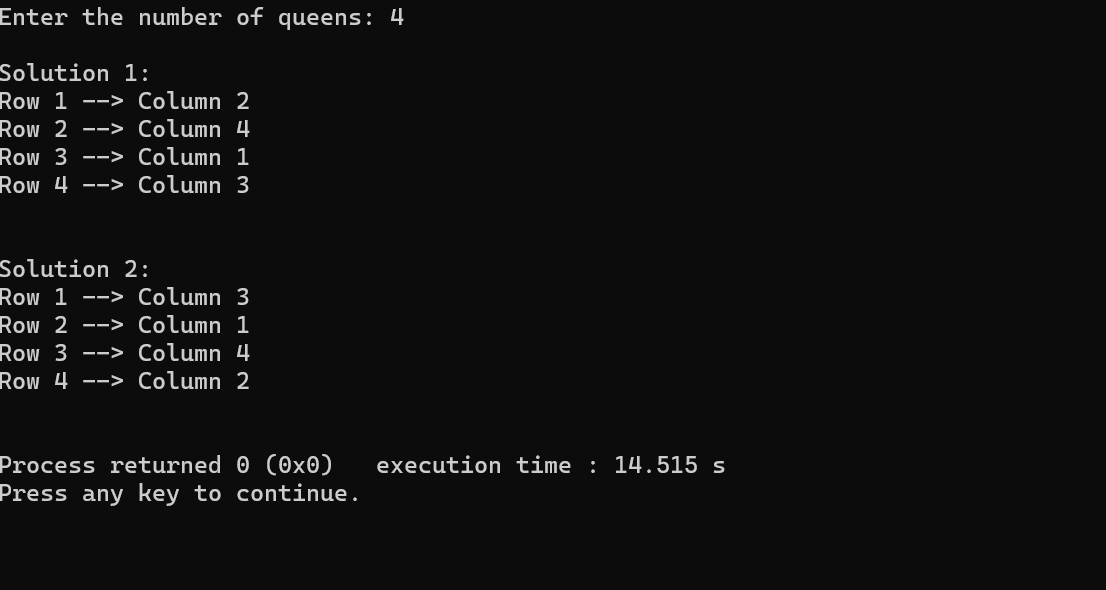 Enter the number of queens: 4
Solution 1:
Row 1 --> Column 2
Row 2 --> Column 4
Row 3 --> Column 1
Row 4 --> Column 3
Solution 2:
Row 1 --> Column 3
Row 2 --> Column 1
Row 3 --> Column 4
Row 4 --> Column 2
Process returned 0 (0x0)   execution time : 14.515 s
Press any key to continue.